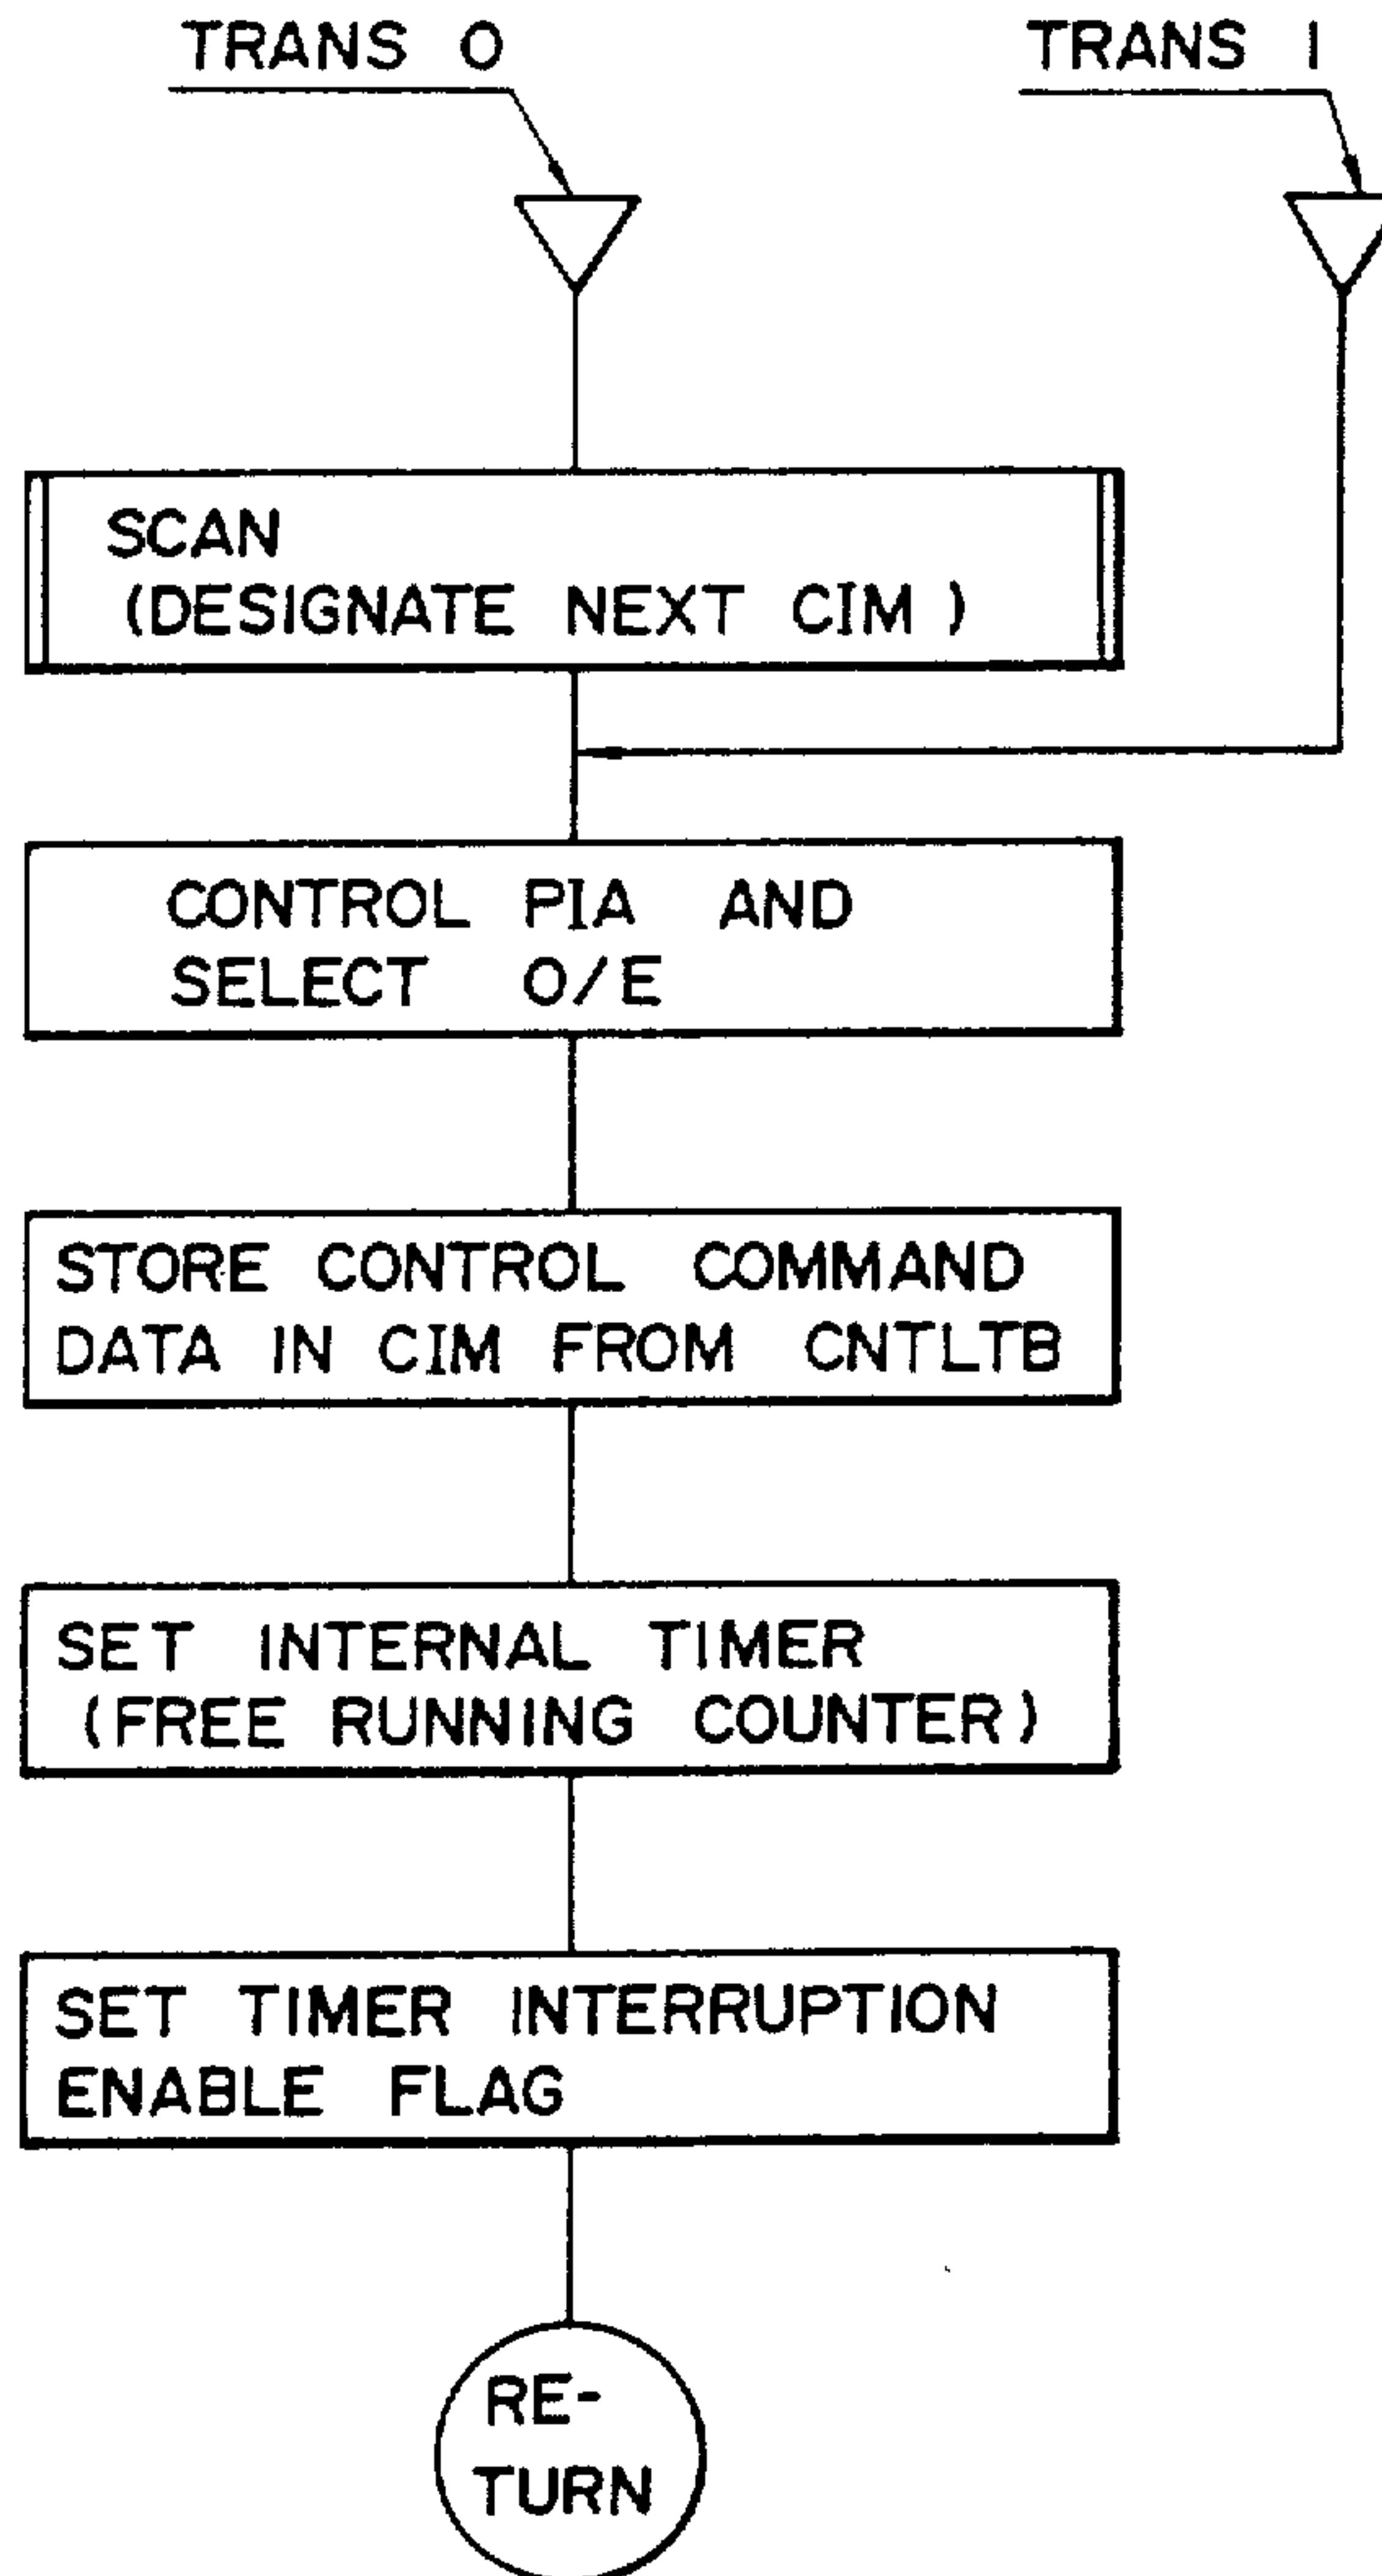 TRANS 0
TRANS 1
SCAN
(DESIGNATE NEXT CIM)
CONTROL PIA AND
SELECT O/E
STORE CONTROL COMMAND
DATA IN CIM FROM CNTLTB
SET INTERNAL TIMER
(FREE RUNNING COUNTER)
SET TIMER INTERRUPTION
ENABLE FLAG
RE-
TURN